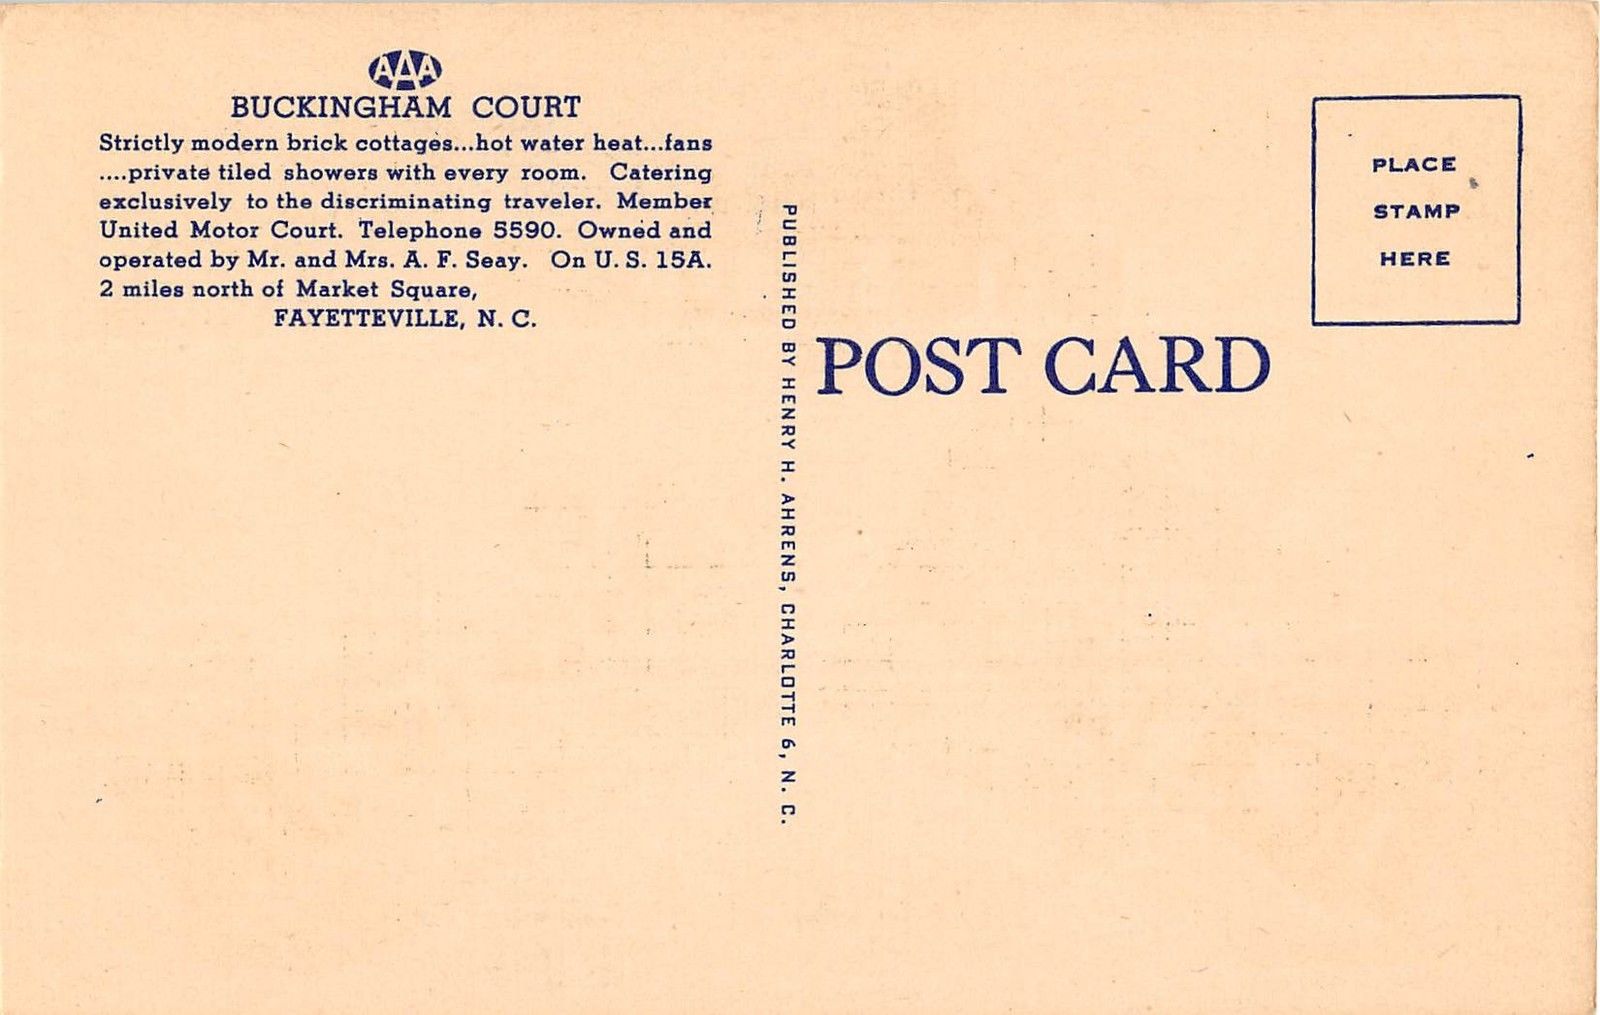 AAA
BUCKINGHAM COURT
Strictly modern brick cottages...hot water heat...fans
....private tiled showers with every room. Catering
exclusively to the discriminating traveler. Member
United Motor Court. Telephone 5590. Owned and
operated by Mr. and Mrs. A. F. Seay. On U. S. 15A.
2 miles north of Market Square,
FAYETTEVILLE, N. C.
PUBLISHED BY HENRY H. AHRENS, CHARLOTTE 6, N. C.
POST CARD
PLACE
STAMP
HERE